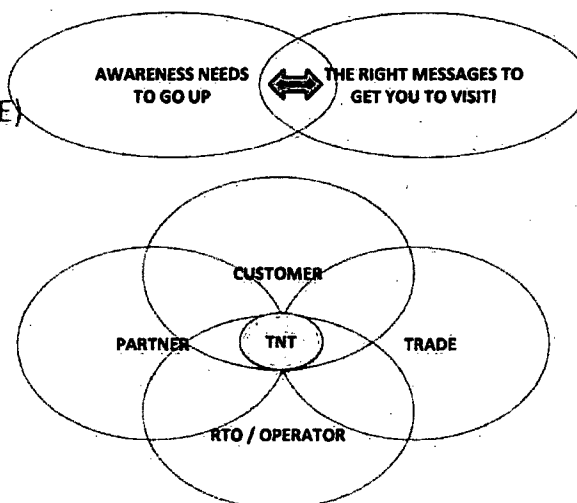 AWARENESS NEEDS
TO GO UP
THE RIGHT MESSAGES TO
GET YOU TO VISIT!
E)
CUSTOMER
PARTNER
TNT
TRADE
RTO / OPERATOR